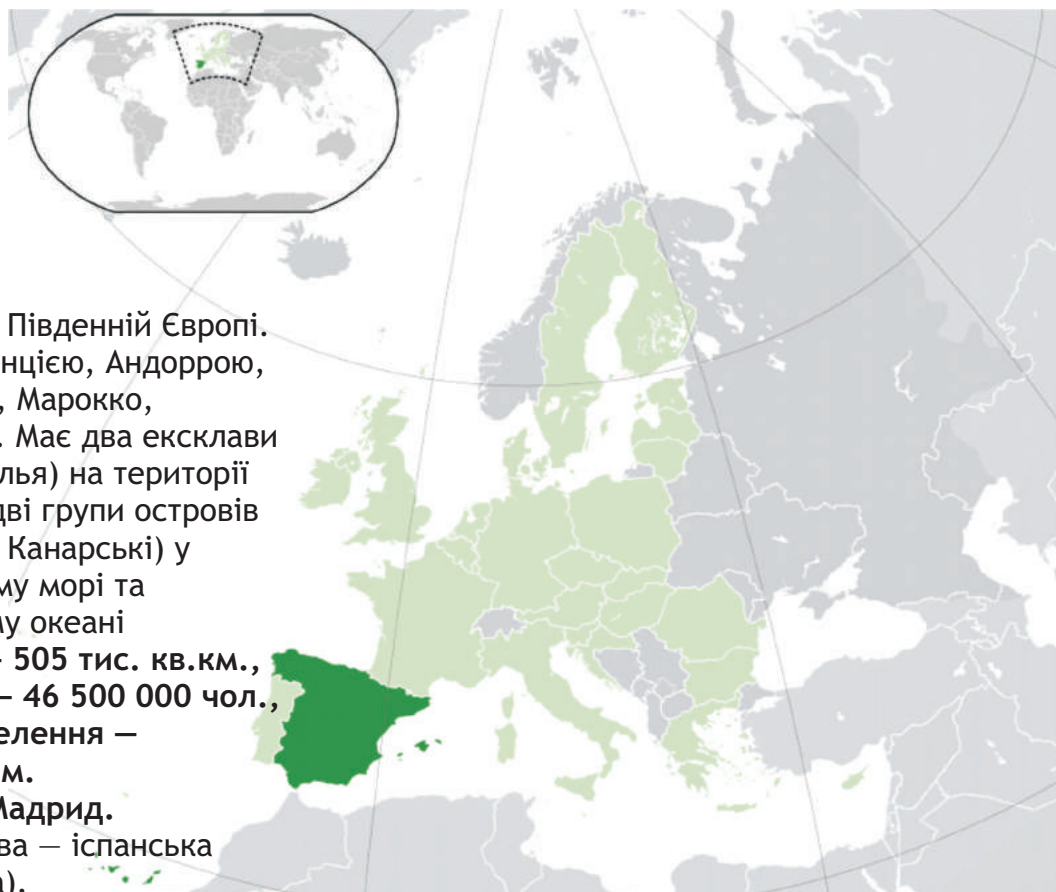 Південній Європі.
нцією, Андоррою,
, Марокко,
. Має два ексклави
лья) на території
дві групи островів
Канарські) у
му морі та
му океані
– 505 тис. кв.км.,
– 46 500 000 чол.,
елення —
м.
Мадрид.
ва — іспанська
).